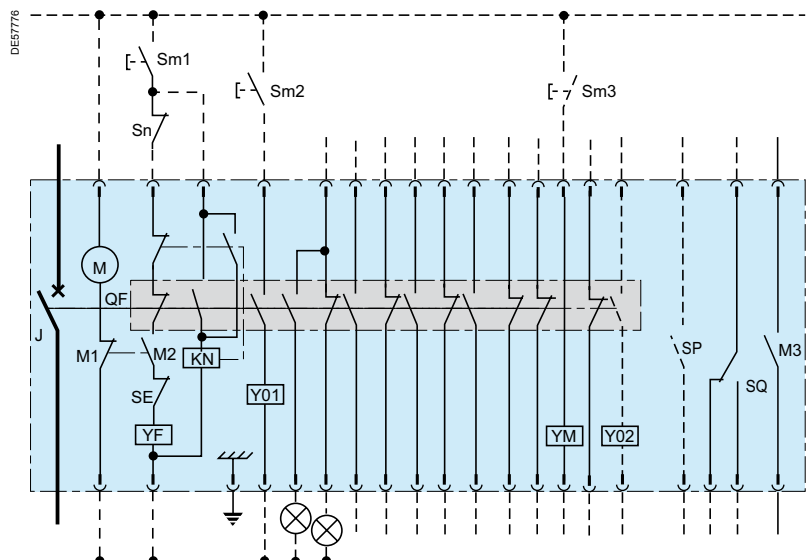 DE57776
Sm1
Sm2
Sm3
Sn
M
QF
J
M1
M2
KN
SP
M3
SE
Y01
SQ
YF
YM
Y02